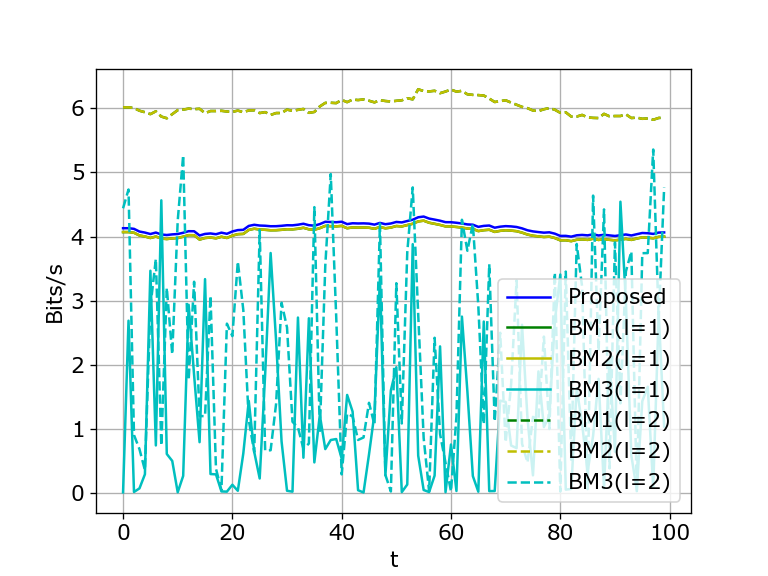 Bits/s
6
5
4
3
2
1
0
Proposed
BM1(I=1)
BM2(I=1)
BM3(I=1)
BM1(I=2)
BM2(I=2)
BM3(I=2)
0 20 40 60 80 100
t